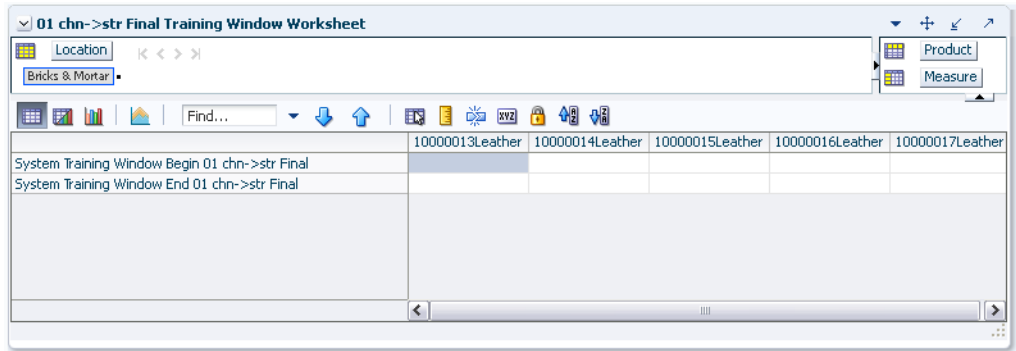 01 chn->str Final Training Window Worksheet
Location
Product
Bricks & Mortar
Measure
Find...
XYZ
10000013Leather 10000014Leather 10000015Leather 10000016Leather 10000017Leather
System Training Window Begin 01 chn->str Final
System Training Window End 01 chn->str Final